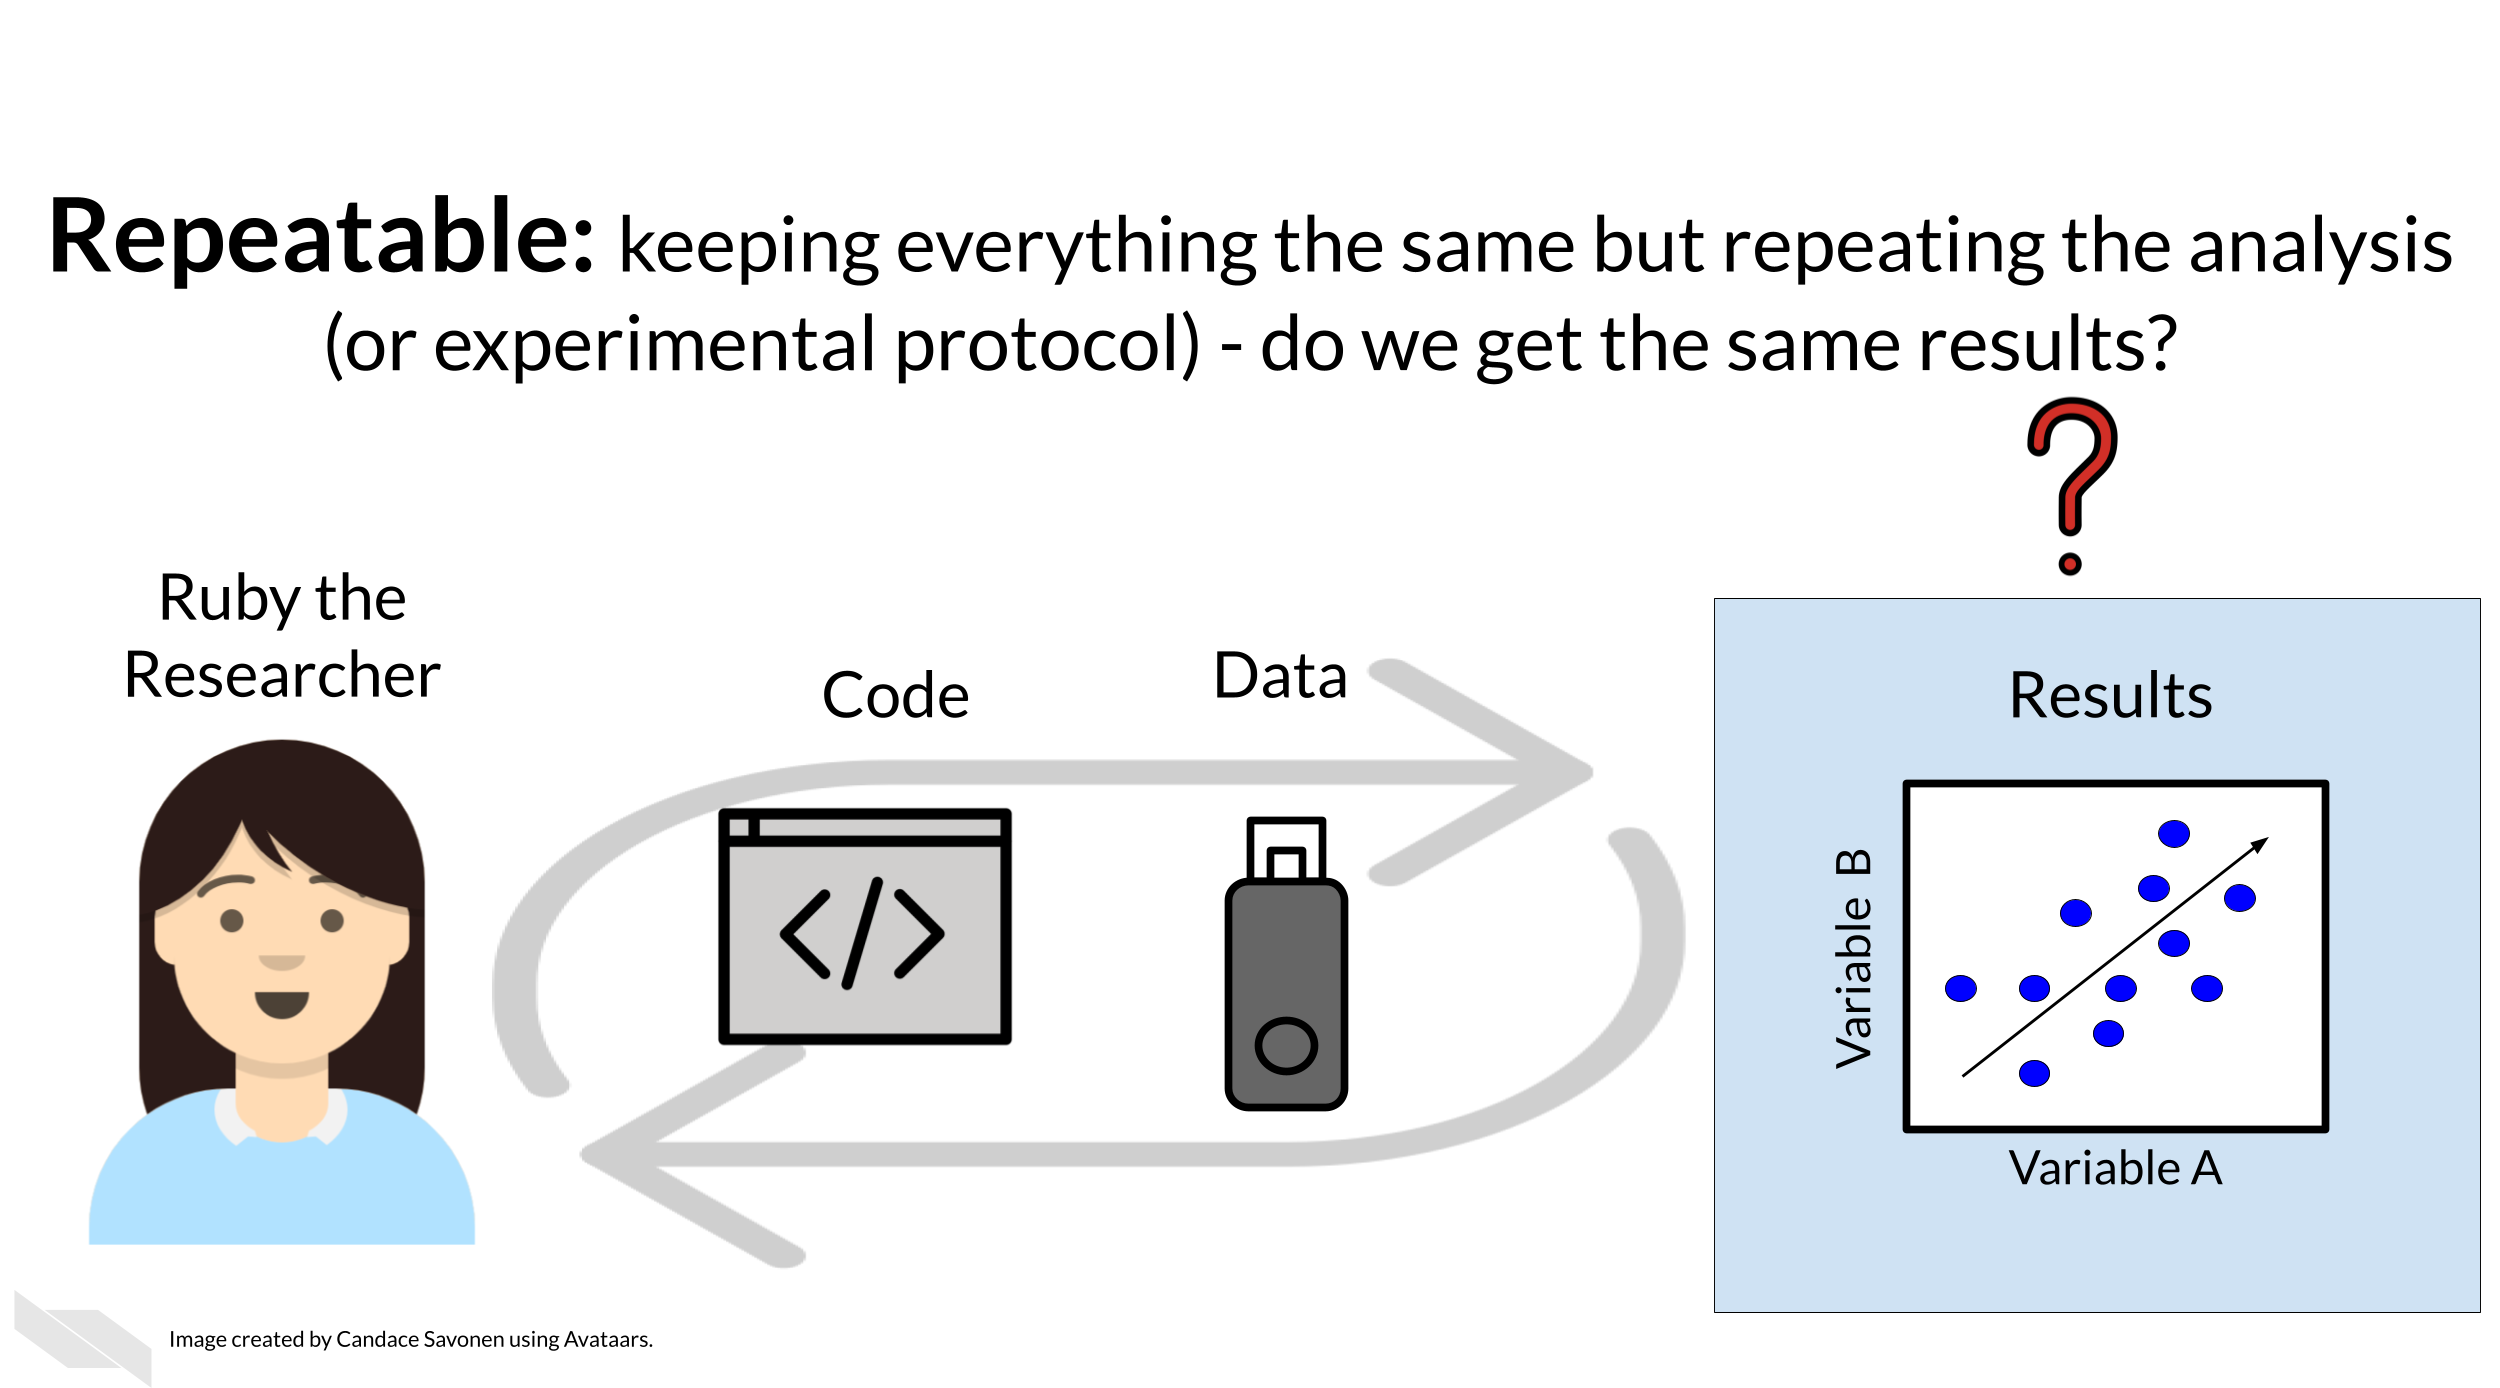 Repeatable: keeping everything the same but repeating the analysis
(or experimental protocol) - do we get the same results?
Ruby the
Researcher
Code
Data
Results
Variable B
Variable A
Image created by Candace Savonen using Avataars.